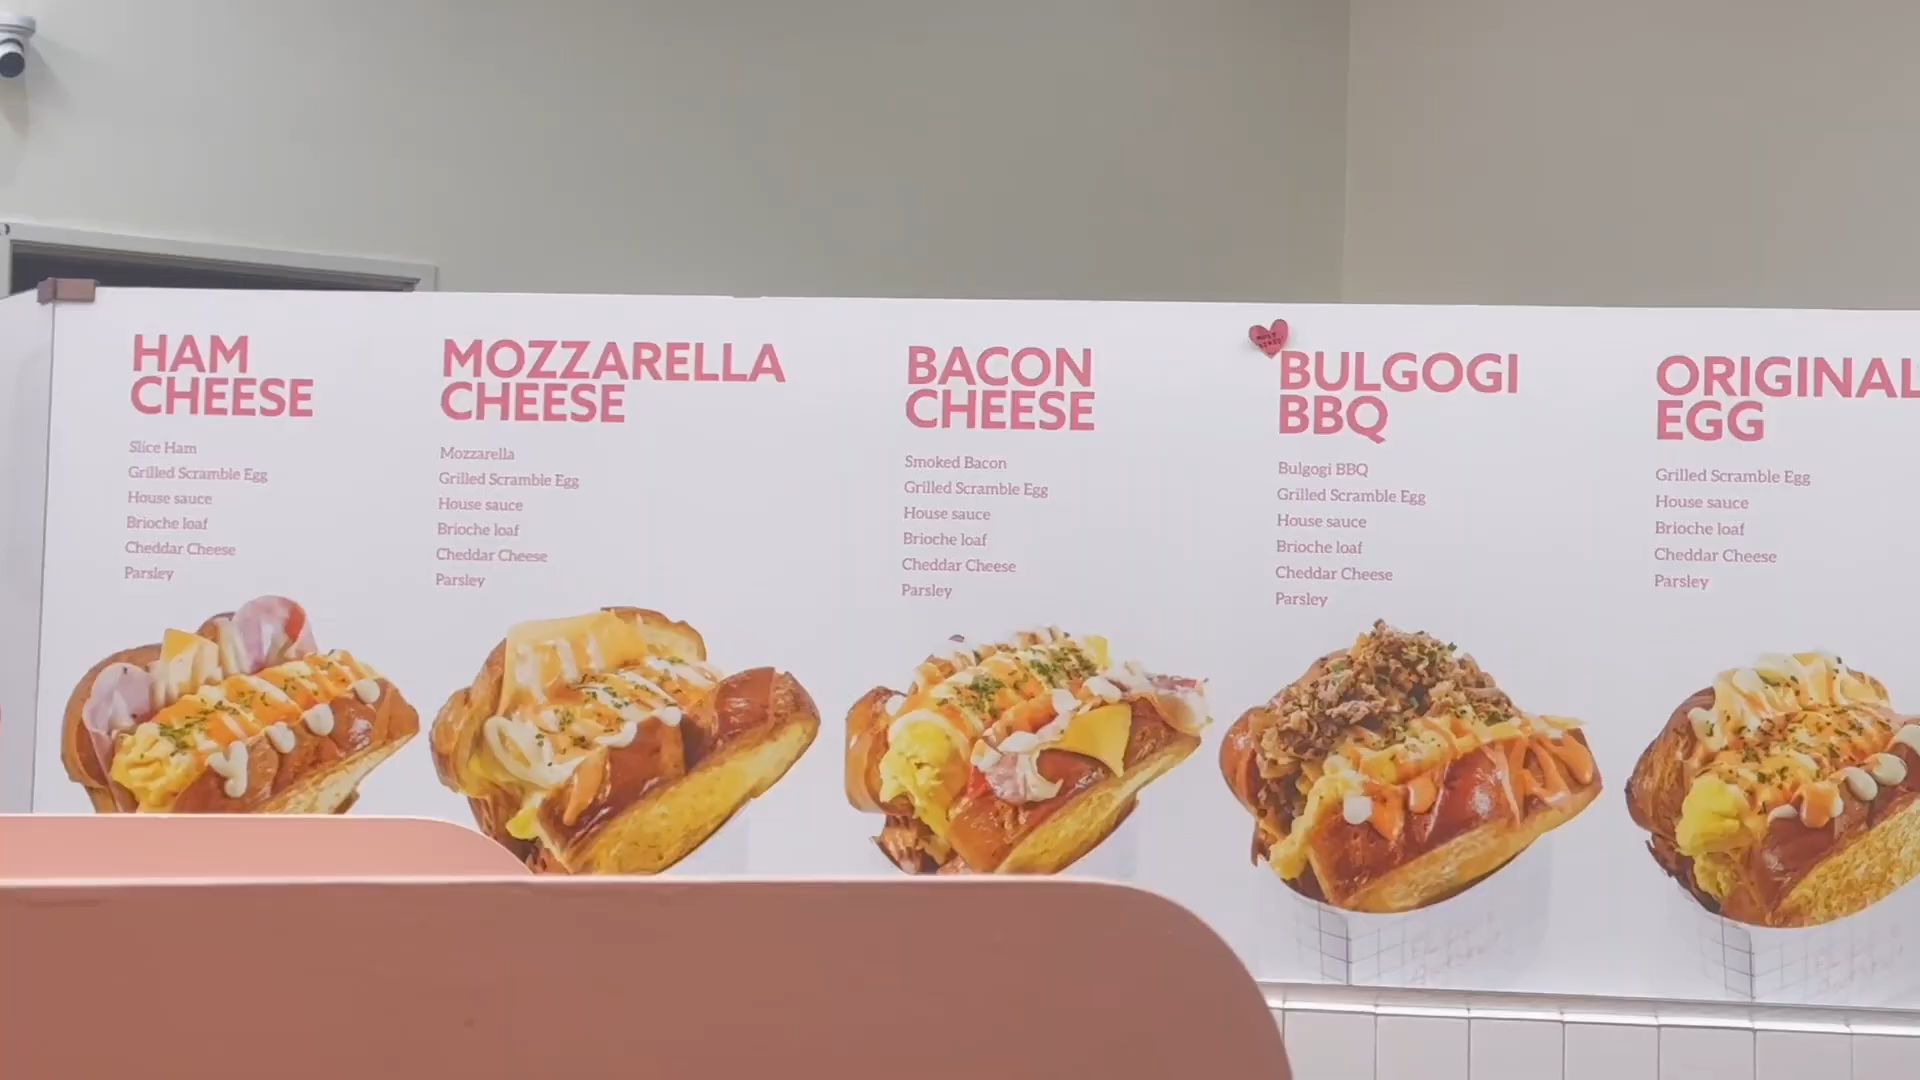 HAM
CHEESE
Slice Ham
Grilled Scramble Egg
House sauce
Brioche loaf
Cheddar Cheese
Parsley
MOZZARELLA
CHEESE
Mozzarella
Grilled Scramble Egg
House sauce
Brioche loaf
Cheddar Cheese
Parsley
BACON
CHEESE
Smoked Bacon
Grilled Scramble Egg
House sauce
Brioche loaf
Cheddar Cheese
Parsley
BULGOGI
BBQ
Bulgogi BBQ
Grilled Scramble Egg
House sauce
Brioche loaf
Cheddar Cheese
Parsley
ORIGINAL
EGG
Grilled Scramble Egg
House sauce
Brioche loaf
Cheddar Cheese
Parsley